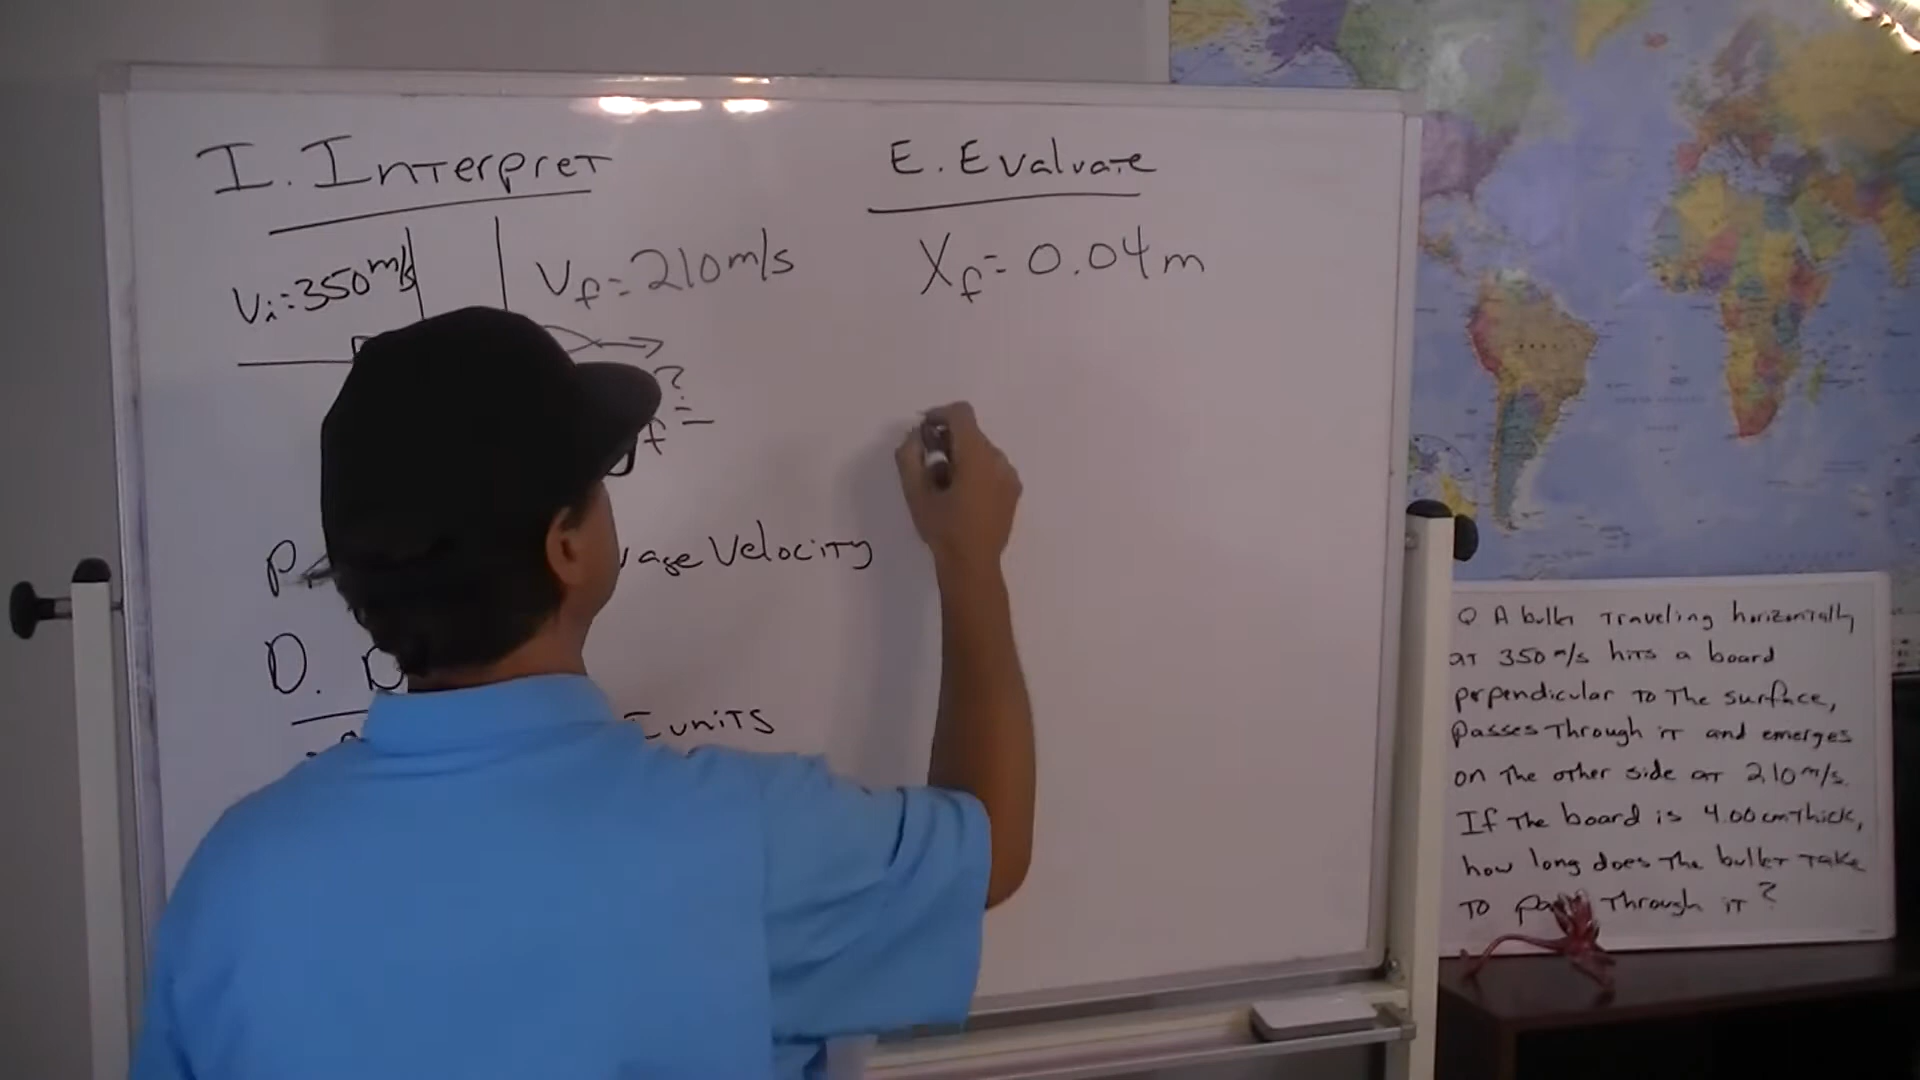 I. Interpret
Vi=350m/s
Vf=210m/s
?
f=
Velocity
D. D
units
E. Evaluate
Xf=0.04m
Q A bullet traveling horizontally
at 350 m/s hits a board
perpendicular to the surface,
passes through it and emerges
on the other side at 210 m/s.
If the board is 4.00 cm thick,
how long does the bullet take
to pass through it?